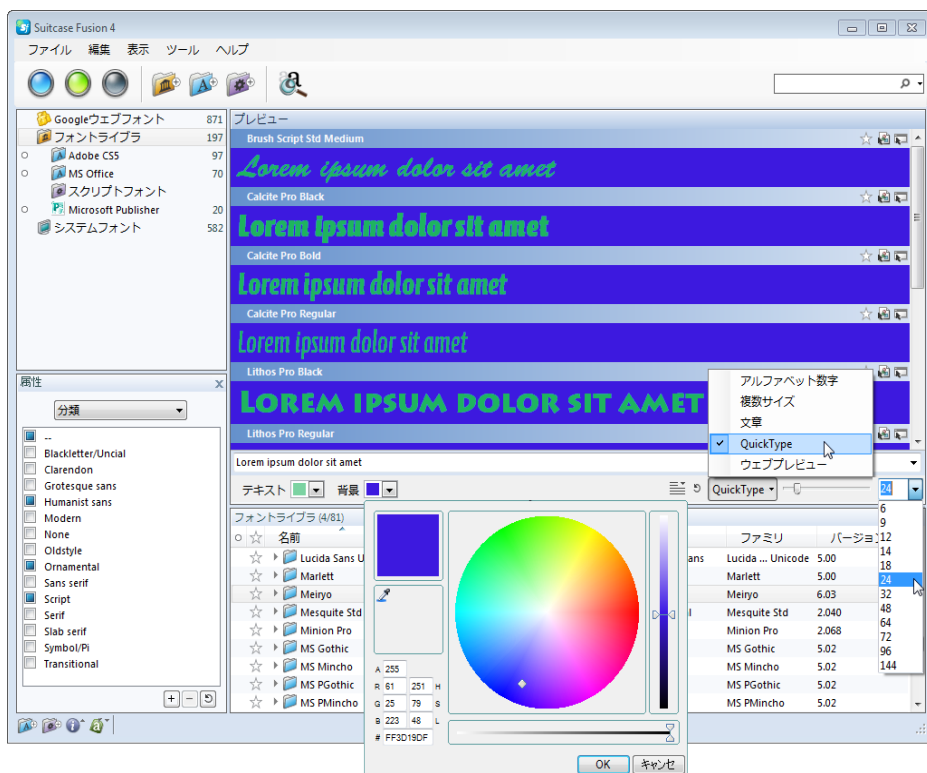 Suitcase Fusion 4
ファイル 編集 表示 ツール ヘルプ
Googleウェブフォント 871
フォントライブラ 197
Adobe CS5 97
MS Office 70
スクリプトフォント
Microsoft Publisher 20
システムフォント 582
プレビュー
Brush Script Std Medium
Lorem ipsum dolor sit amet
Calcite Pro Black
Lorem ipsum dolor sit amet
Calcite Pro Bold
Lorem ipsum dolor sit amet
Calcite Pro Regular
Lorem ipsum dolor sit amet
Lithos Pro Black
LOREM IPSUM DOLOR SIT AMET
Lithos Pro Regular
アルファベット数字
複数サイズ
文章
QuickType
ウェブプレビュー
Lorem ipsum dolor sit amet
テキスト 背景 QuickType 24
6
9
12
14
18
24
32
48
64
72
96
144
属性 x
分類
--
Blackletter/Uncial
Clarendon
Grotesque sans
Humanist sans
Modern
None
Oldstyle
Ornamental
Sans serif
Script
Serif
Slab serif
Symbol/Pi
Transitional
フォントライブラ (4/81)
名前 ファミリ バージョン
Lucida Sans U ans Lucida ... Unicode 5.00
Marlett Marlett 5.00
Meiryo Meiryo 6.03
Mesquite Std Mesquite Std 2.040
Minion Pro Minion Pro 2.068
MS Gothic MS Gothic 5.02
MS Mincho MS Mincho 5.02
MS PGothic MS PGothic 5.02
MS PMincho MS PMincho 5.02
A 255
R 61 251 H
G 25 79 S
B 223 48 L
# FF3D19DF
OK キャンセ